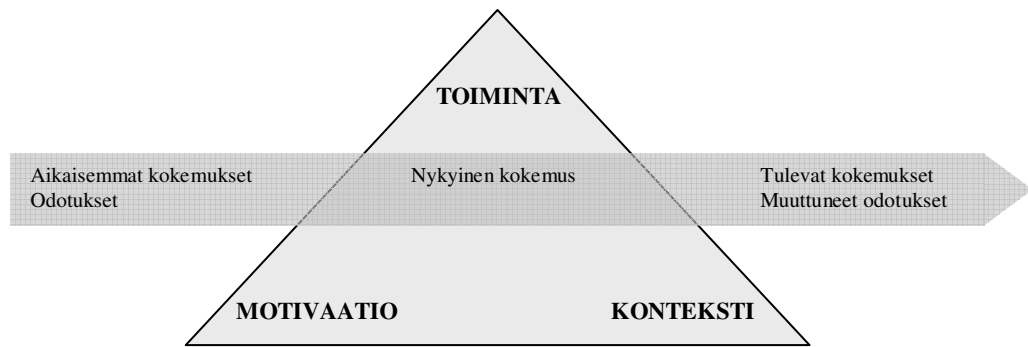 TOIMINTA
Aikaisemmat kokemukset
Odotukset
Nykyinen kokemus
Tulevat kokemukset
Muuttuneet odotukset
MOTIVAATIO
KONTEKSTI